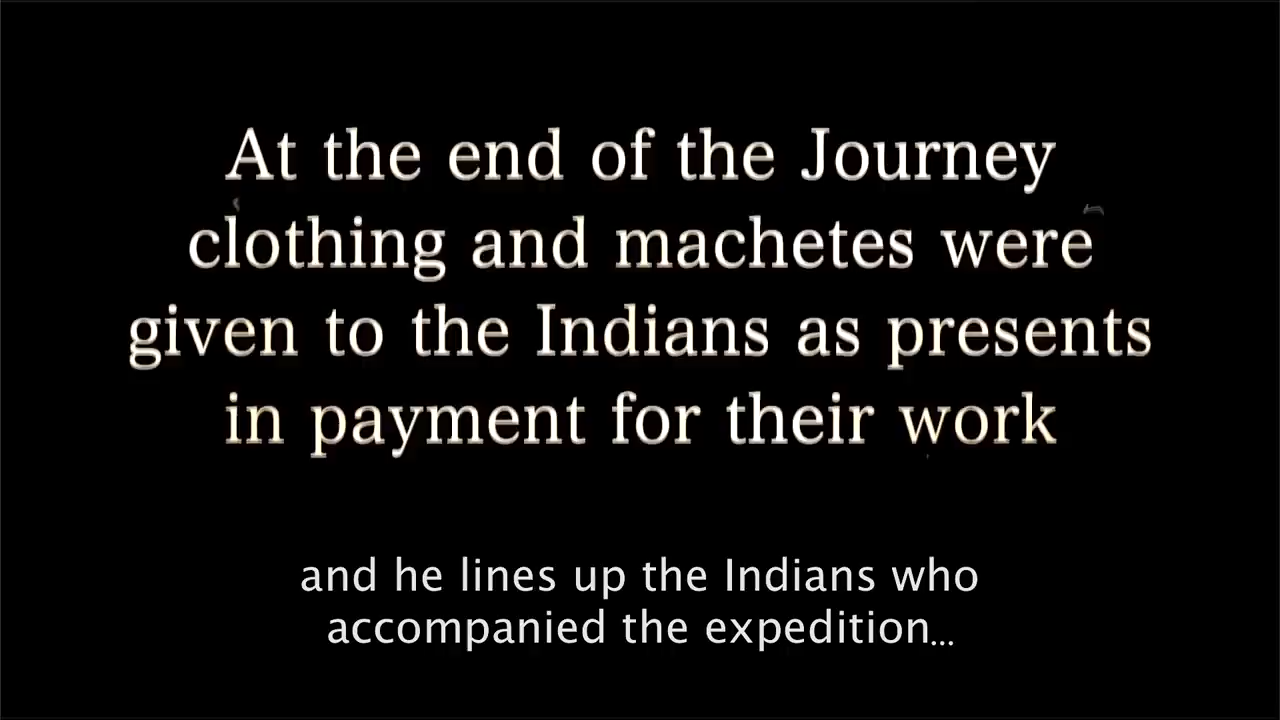 At the end of the Journey
clothing and machetes were
given to the Indians as presents
in payment for their work
and he lines up the Indians who
accompanied the expedition...